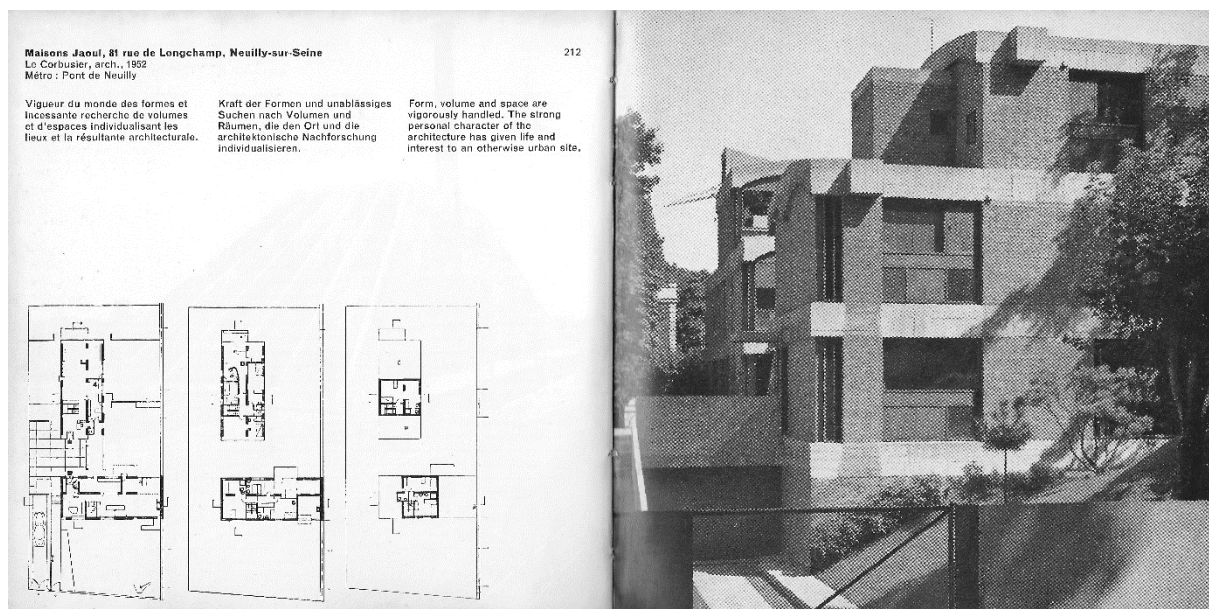 Maisons Jaoul, 81 rue de Longchamp, Neuilly-sur-Seine
212
Le Corbusier, arch., 1952
Métro : Pont de Neuilly
Vigueur du monde des formes et
incessante recherche de volumes
et d'espaces individualisant les
lieux et la résultante architecturale.
Kraft der Formen und unablässiges
Suchen nach Volumen und
Räumen, die den Ort und die
architektonische Nachforschung
individualisieren.
Form, volume and space are
vigorously handled. The strong
personal character of the
architecture has given life and
interest to an otherwise urban site.